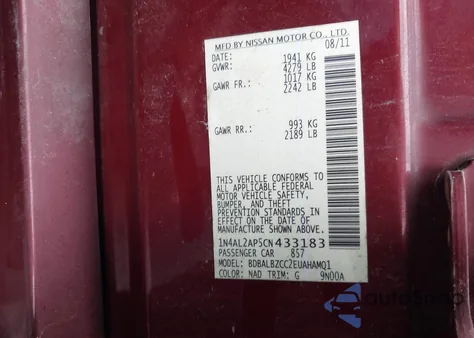 MFD BY NISSAN MOTOR CO., LTD.
DATE: 08/11
GVWR: 1941 KG
4279 LB
GAWR FR.: 1017 KG
2242 LB
GAWR RR.: 993 KG
2189 LB
THIS VEHICLE CONFORMS TO
ALL APPLICABLE FEDERAL
MOTOR VEHICLE SAFETY,
BUMPER, AND THEFT
PREVENTION STANDARDS IN
EFFECT ON THE DATE OF
MANUFACTURE SHOWN ABOVE.
1N4AL2AP5CN433183
PASSENGER CAR 857
MODEL: BDBALBZCC2EUAHAMQ1
COLOR: NAD TRIM: G 9N00A